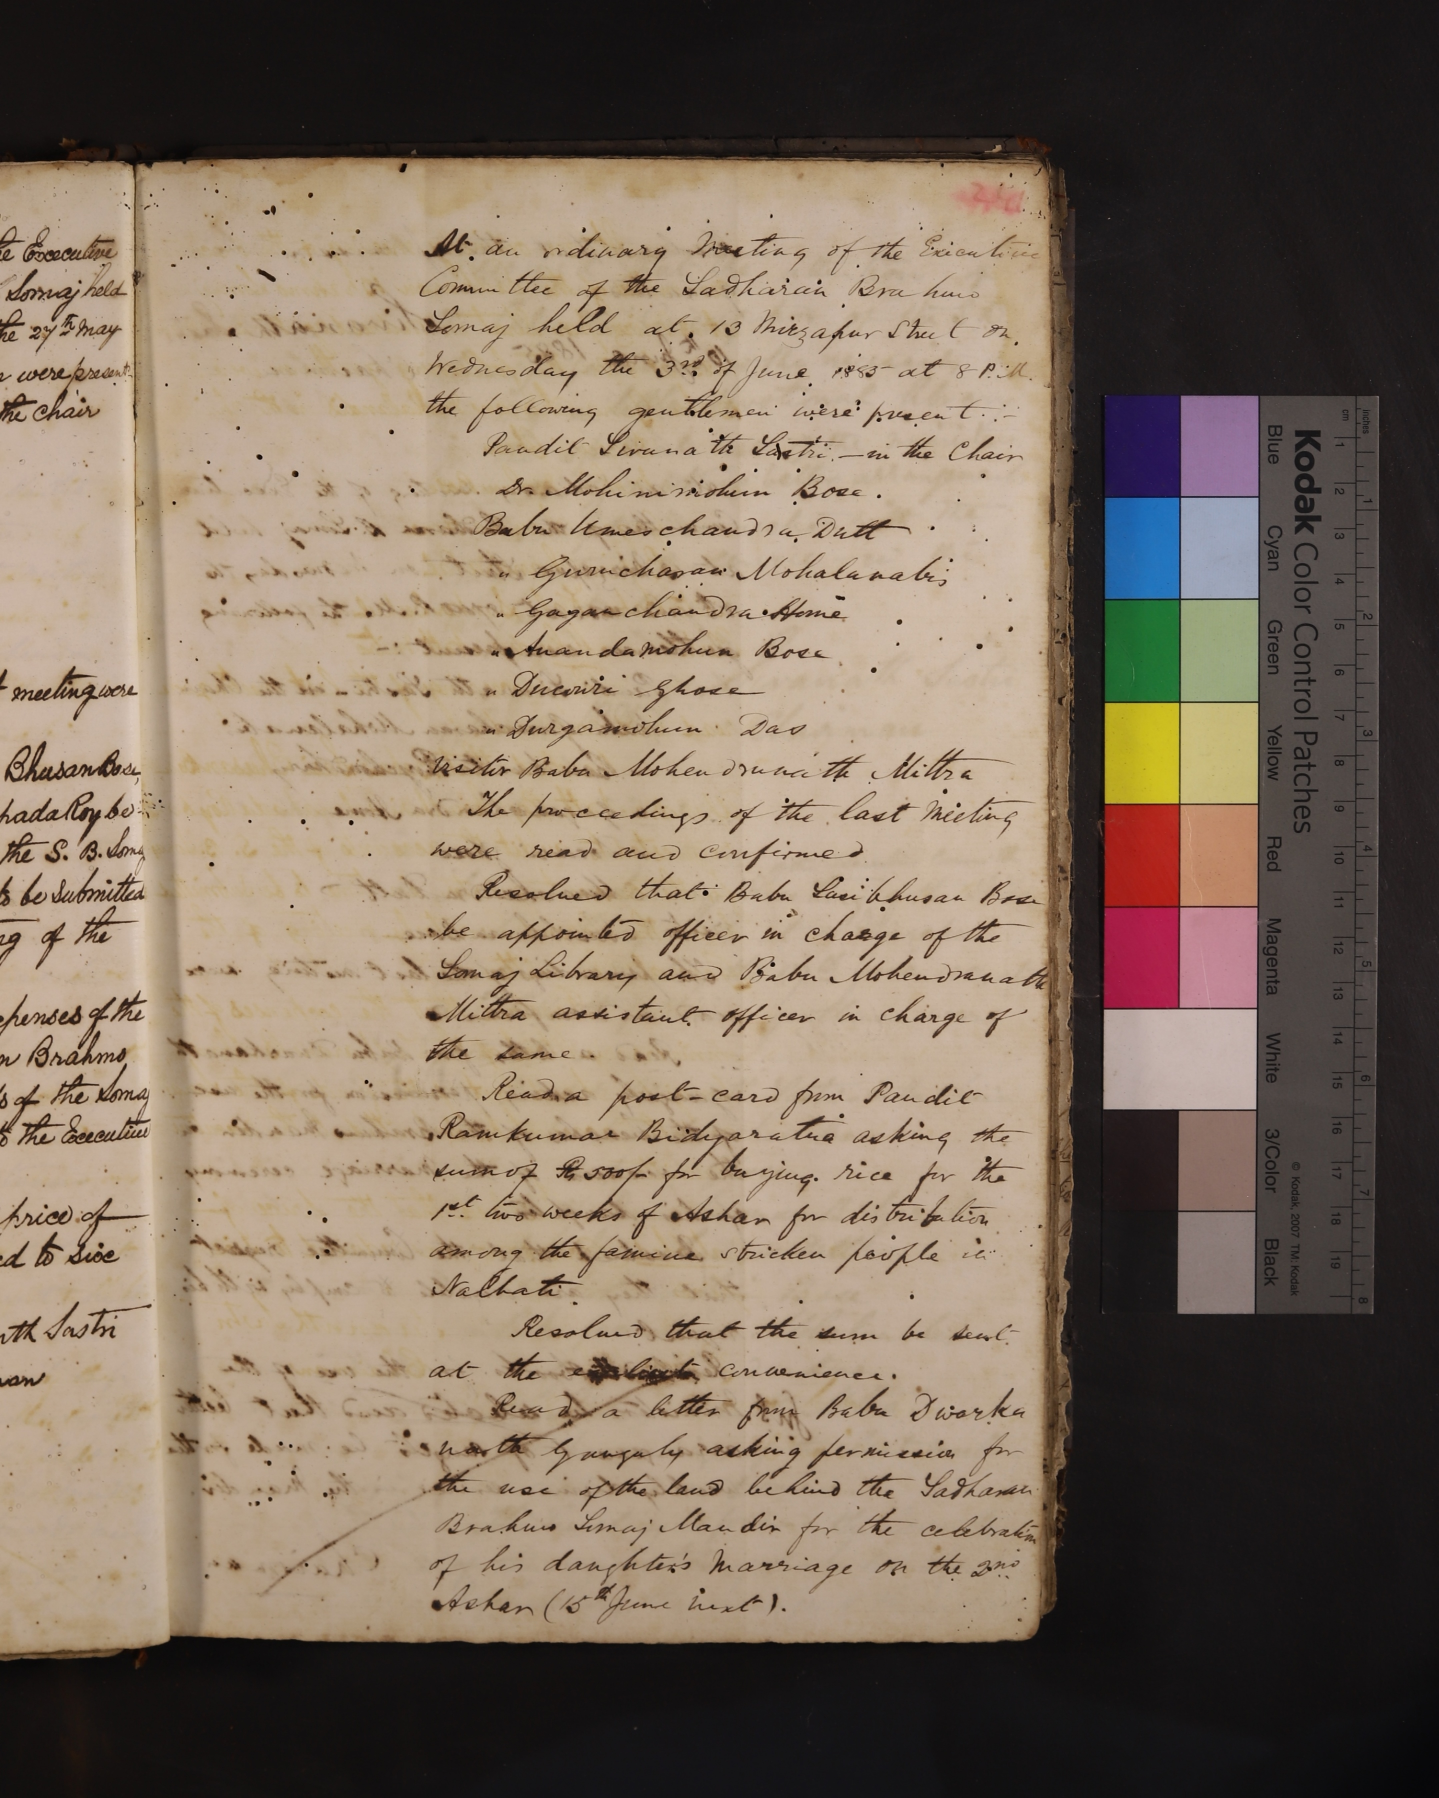 he Executive
Somaj held
the 27th May
n were present
the chair
t meeting were
Bhusan Bose,
pada Roy be
the S. B. Somaj
to be submitted
ng of the
xpenses of the
n Brahmo
s of the Somaj
to the Executive
price of
ed to six
nth Sastri
man
At an ordinary Meeting of the Executive
Committee of the Sadharan Brahmo
Somaj held at 13 Mirzapur Street on
Wednesday the 3rd of June 1885 at 8 P.M.
the following gentlemen were present :-
Pandit Sivanath Sastri - in the Chair
Dr. Mohinimohun Bose.
Babu Umeschandra Dutt
" Gurucharan Mohalanabis
" Gaganchandra Home
" Anandamohun Bose
" Ducouri Ghose
" Durgamohun Das
Visitor Babu Mohendranath Mittra
The proceedings of the last Meeting
were read and confirmed
Resolved that Babu Sasibhusan Bose
be appointed officer in charge of the
Somaj Library and Babu Mohendranath
Mittra assistant officer in charge of
the same.
Read a post-card from Pandit
Ramkumar Bidyaratna asking the
sum of Rs 500/- for buying rice for the
1st two weeks of Ashar for distribution
among the famine stricken people in
Nalhati.
Resolved that the sum be sent
at the earliest convenience.
Read a letter from Babu Dwarka
nath Ganguly asking permission for
the use of the land behind the Sadharan
Brahmo Somaj Mandir for the celebration
of his daughter's Marriage on the 2nd
Ashar (15th June next).
Kodak Color Control Patches
Blue Cyan Green Yellow Red Magenta White 3/Color Black
© Kodak, 2007 TM: Kodak
cm 1 2 3 4 5 6 7 8 9 10 11 12 13 14 15 16 17 18 19
inches 1 2 3 4 5 6 7 8